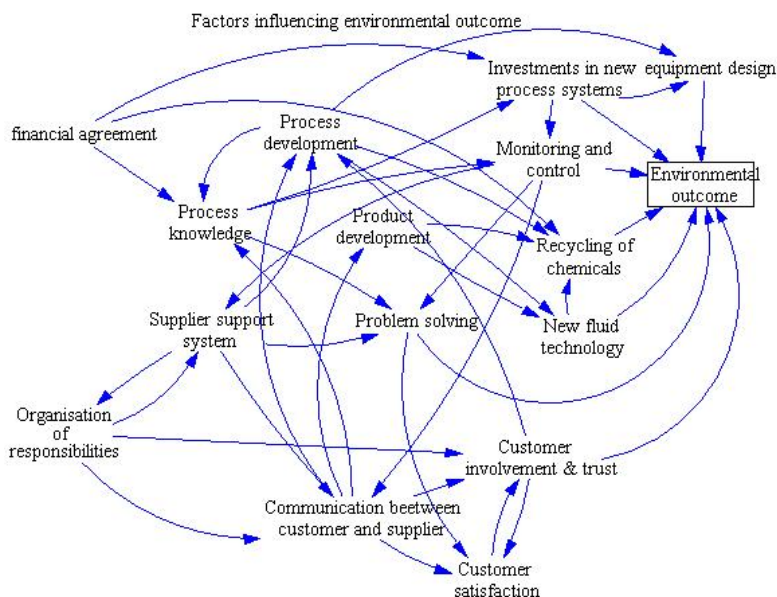 Factors influencing environmental outcome
Investments in new
process systems
equipment design
financial agreement
Process
development
Monitoring and
control
Environmental
outcome
Process
knowledge
Product
development
Recycling of
chemicals
Supplier support
system
Problem solving
New fluid
technology
Organisation
of
responsibilities
Customer
involvement & trust
Communication beetween
customer and supplier
Customer
satisfaction